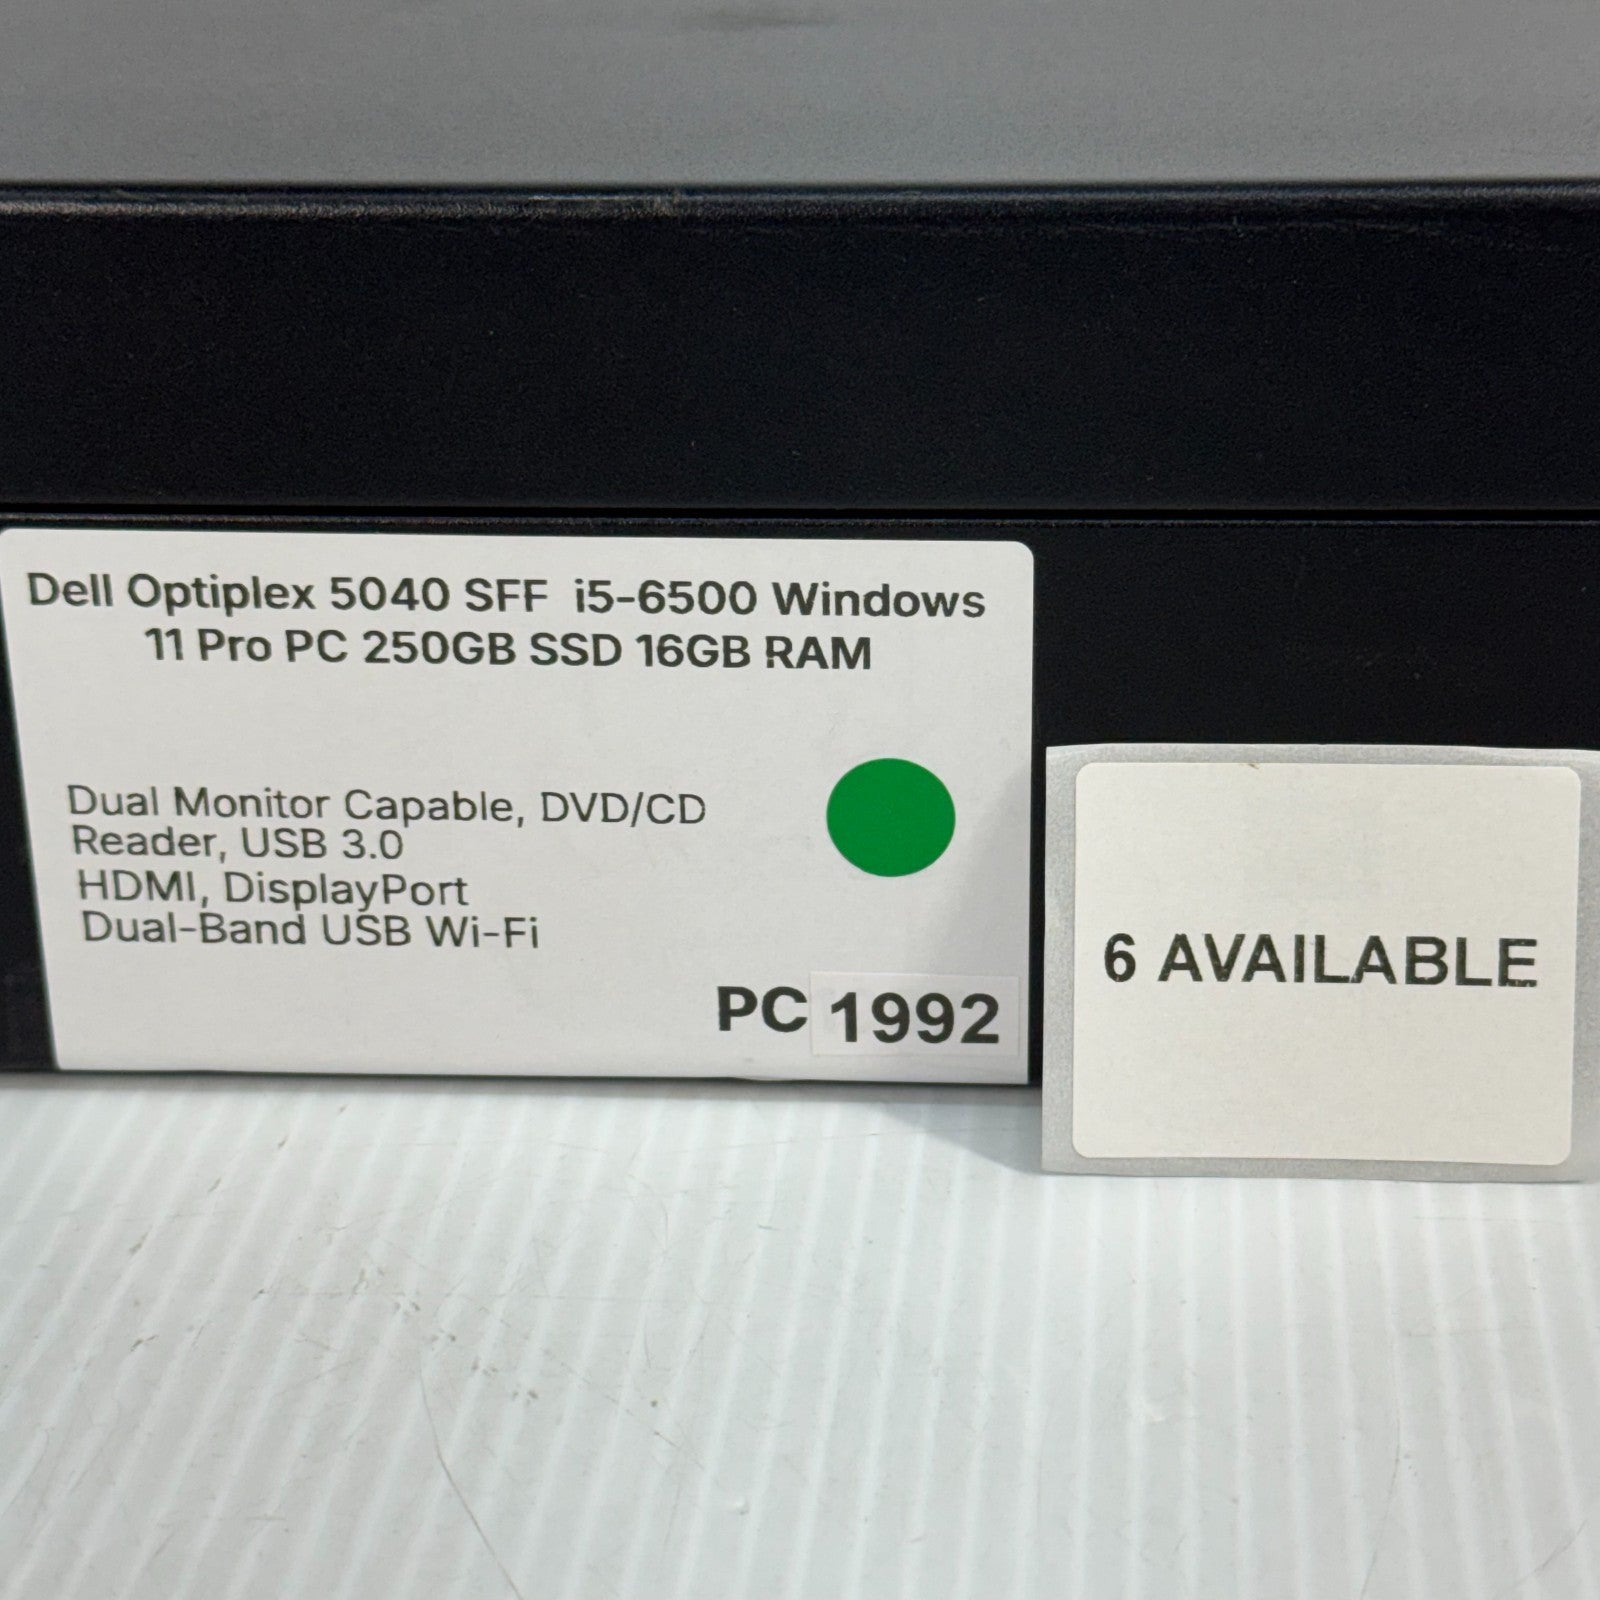 Dell Optiplex 5040 SFF i5-6500 Windows
11 Pro PC 250GB SSD 16GB RAM
Dual Monitor Capable, DVD/CD
Reader, USB 3.0
HDMI, DisplayPort
Dual-Band USB Wi-Fi
PC 1992
6 AVAILABLE